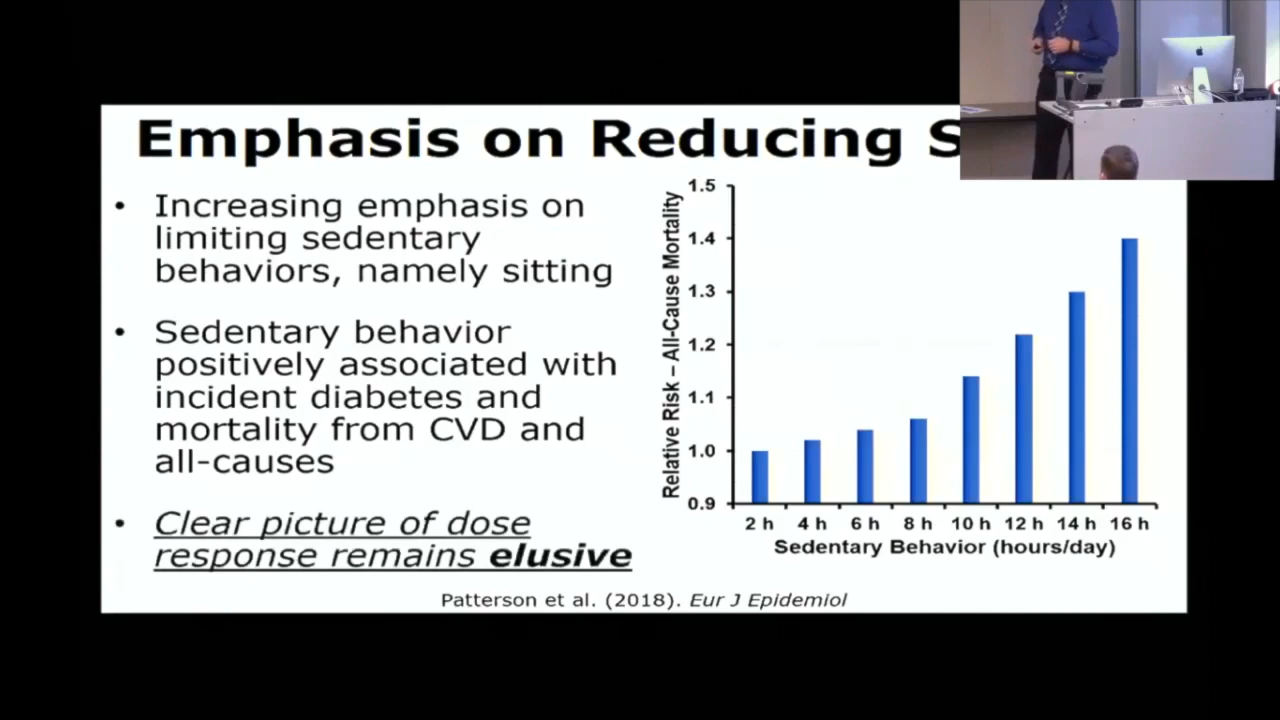 Emphasis on Reducing S
• Increasing emphasis on
limiting sedentary
behaviors, namely sitting
• Sedentary behavior
positively associated with
incident diabetes and
mortality from CVD and
all-causes
• Clear picture of dose
response remains elusive
Relative Risk – All-Cause Mortality
1.5
1.4
1.3
1.2
1.1
1.0
0.9
2 h 4 h 6 h 8 h 10 h 12 h 14 h 16 h
Sedentary Behavior (hours/day)
Patterson et al. (2018). Eur J Epidemiol